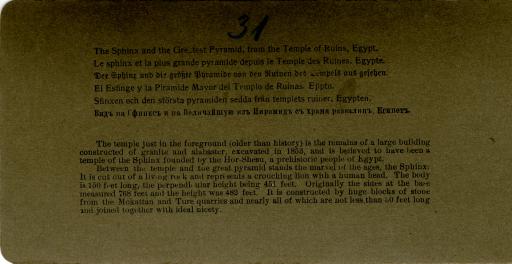 31
The Sphinx and the Greatest Pyramid, from the Temple of Ruins, Egypt.
Le sphinx et la plus grande pyramide depuis le Temple des Ruines. Egypte.
Der Sphinx und die größte Pyramide von den Ruinen des Tempels aus gesehen.
El Esfinge y la Piramide Mayor del Templo de Ruinas. Eppto.
Sfinxen och den största pyramiden sedda från templets ruiner, Egypten.
Видъ на Сфинксъ и на Величайшую изъ Пирамидъ съ храма развалинъ, Египетъ.
The temple just in the foreground (older than history) is the remains of a large building
constructed of granite and alabaster, excavated in 1853, and is believed to have been a
temple of the Sphinx founded by the Hor-Shesu, a prehistoric people of Egypt.
Between the temple and the great pyramid stands the marvel of the ages, the Sphinx.
It is cut out of a living rock and represents a crouching lion with a human head. The body
is 150 feet long, the perpendicular height being 451 feet. Originally the sides at the base
measured 768 feet and the height was 482 feet. It is constructed by huge blocks of stone
from the Mokattan and Ture quarries and nearly all of which are not less than 30 feet long
and joined together with ideal nicety.